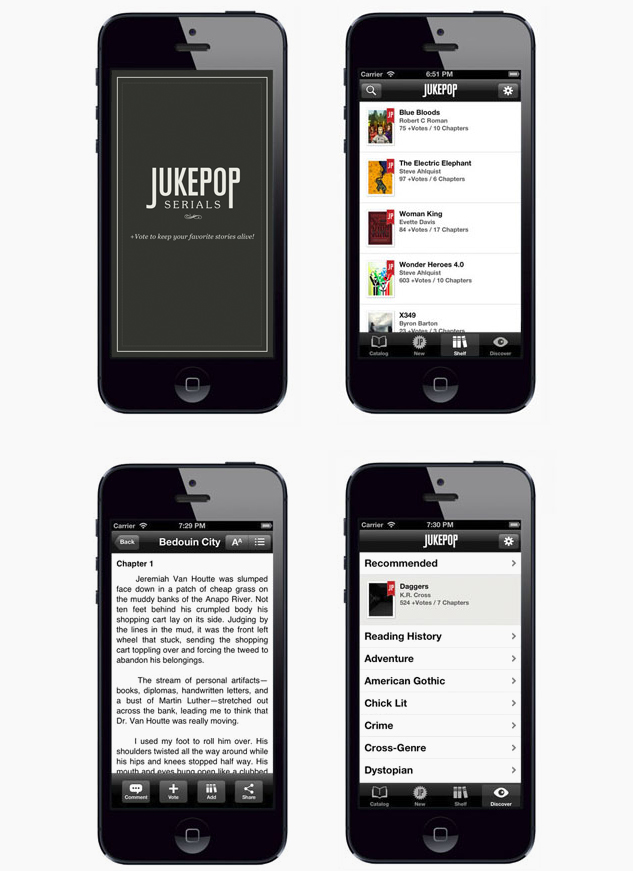 JUKEPOP
SERIALS
+Vote to keep your favorite stories alive!
Carrier 6:51 PM
JUKEPOP
Blue Bloods
Robert C Roman
75 +Votes / 10 Chapters
The Electric Elephant
Steve Ahlquist
97 +Votes / 6 Chapters
Woman King
Evette Davis
84 +Votes / 17 Chapters
Wonder Heroes 4.0
Steve Ahlquist
603 +Votes / 10 Chapters
X349
Byron Barton
23 +Votes / 3 Chapters
Catalog New Shelf Discover
Carrier 7:29 PM
Back Bedouin City AA
Chapter 1
Jeremiah Van Houtte was slumped
face down in a patch of cheap grass on
the muddy banks of the Anapo River. Not
ten feet behind his crumpled body his
shopping cart lay on its side. Judging by
the lines in the mud, it was the front left
wheel that stuck, sending the shopping
cart toppling over and forcing the tweed to
abandon his belongings.
The stream of personal artifacts—
books, diplomas, handwritten letters, and
a bust of Martin Luther—stretched out
across the bank, leading me to think that
Dr. Van Houtte was really moving.
I used my foot to roll him over. His
shoulders twisted all the way around while
his hips and knees stopped half way. His
mouth and eyes hung open like a clubbed
Comment Vote Add Share
Carrier 7:30 PM
JUKEPOP
Recommended
Daggers
K.R. Cross
524 +Votes / 7 Chapters
Reading History
Adventure
American Gothic
Chick Lit
Crime
Cross-Genre
Dystopian
Catalog New Shelf Discover